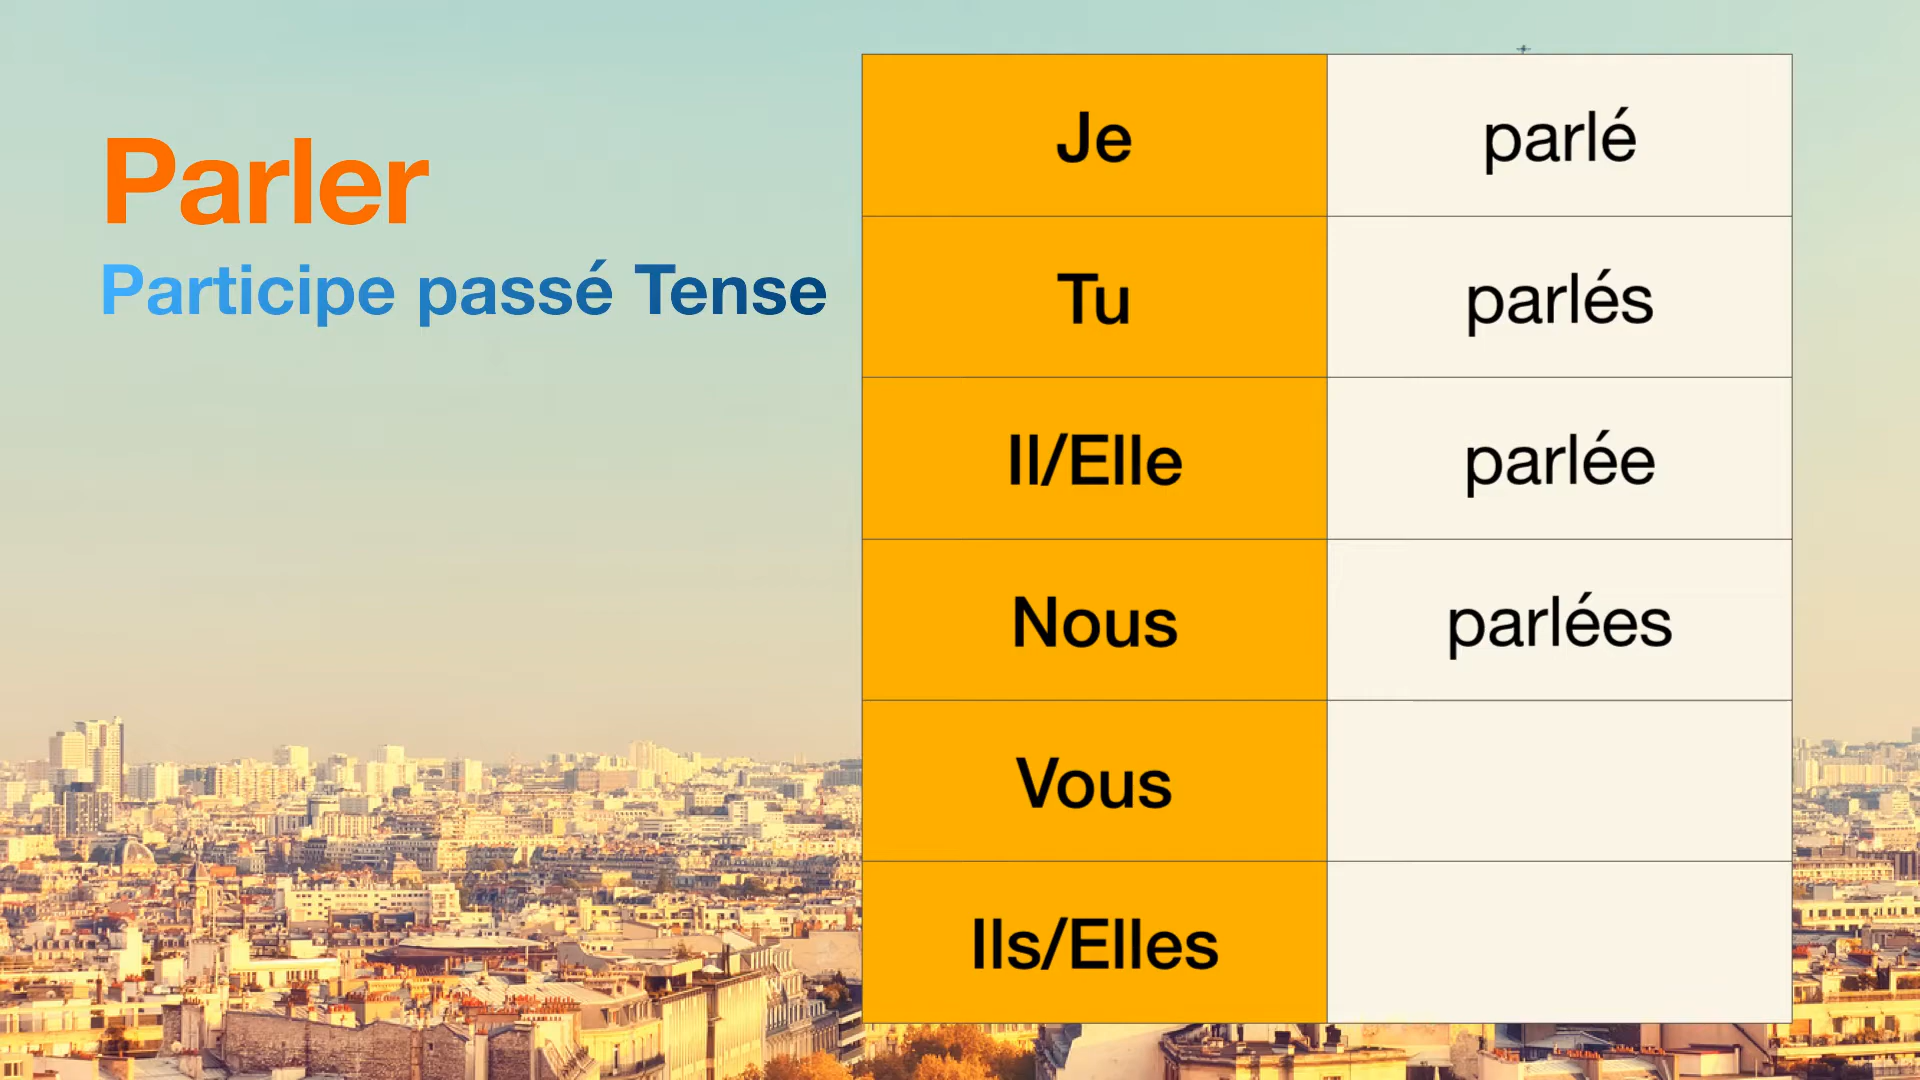 Parler
Participe passé Tense
Je parlé
Tu parlés
Il/Elle parlée
Nous parlées
Vous
Ils/Elles